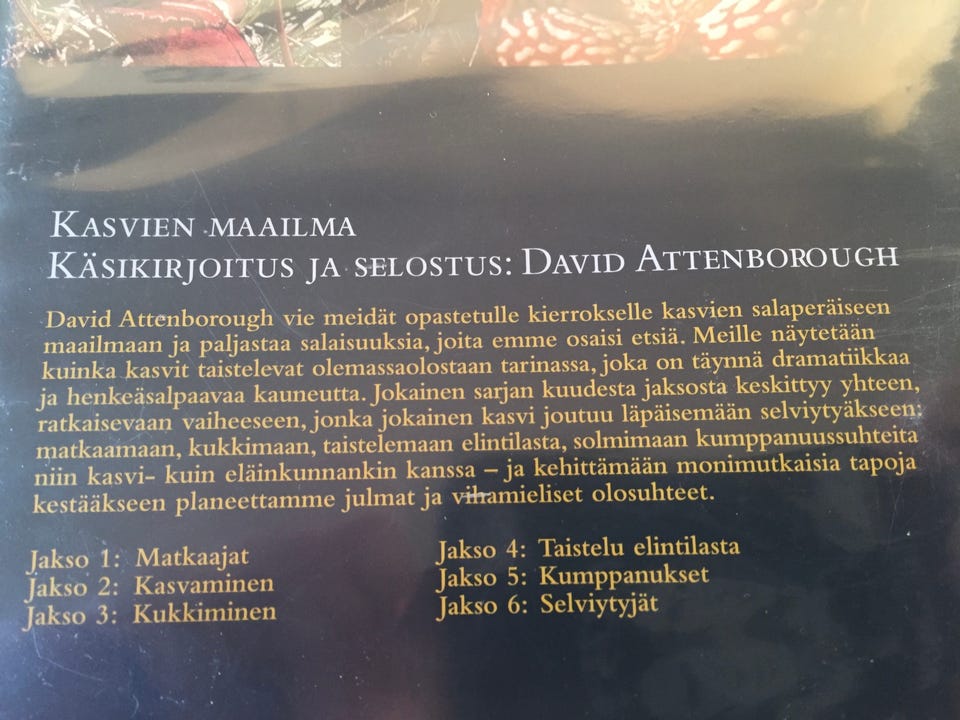 Kasvien maailma
Käsikirjoitus ja selostus: David Attenborough
David Attenborough vie meidät opastetulle kierrokselle kasvien salaperäiseen
maailmaan ja paljastaa salaisuuksia, joita emme osaisi etsiä. Meille näytetään
kuinka kasvit taistelevat olemassaolostaan tarinassa, joka on täynnä dramatiikkaa
ja henkeäsalpaavaa kauneutta. Jokainen sarjan kuudesta jaksosta keskittyy yhteen,
ratkaisevaan vaiheeseen, jonka jokainen kasvi joutuu läpäisemään selviytyäkseen:
matkaamaan, kukkimaan, taistelemaan elintilasta, solmimaan kumppanuussuhteita
niin kasvi- kuin eläinkunnankin kanssa – ja kehittämään monimutkaisia tapoja
kestääkseen planeettamme julmat ja vihamieliset olosuhteet.
Jakso 1: Matkaajat
Jakso 2: Kasvaminen
Jakso 3: Kukkiminen
Jakso 4: Taistelu elintilasta
Jakso 5: Kumppanukset
Jakso 6: Selviytyjät